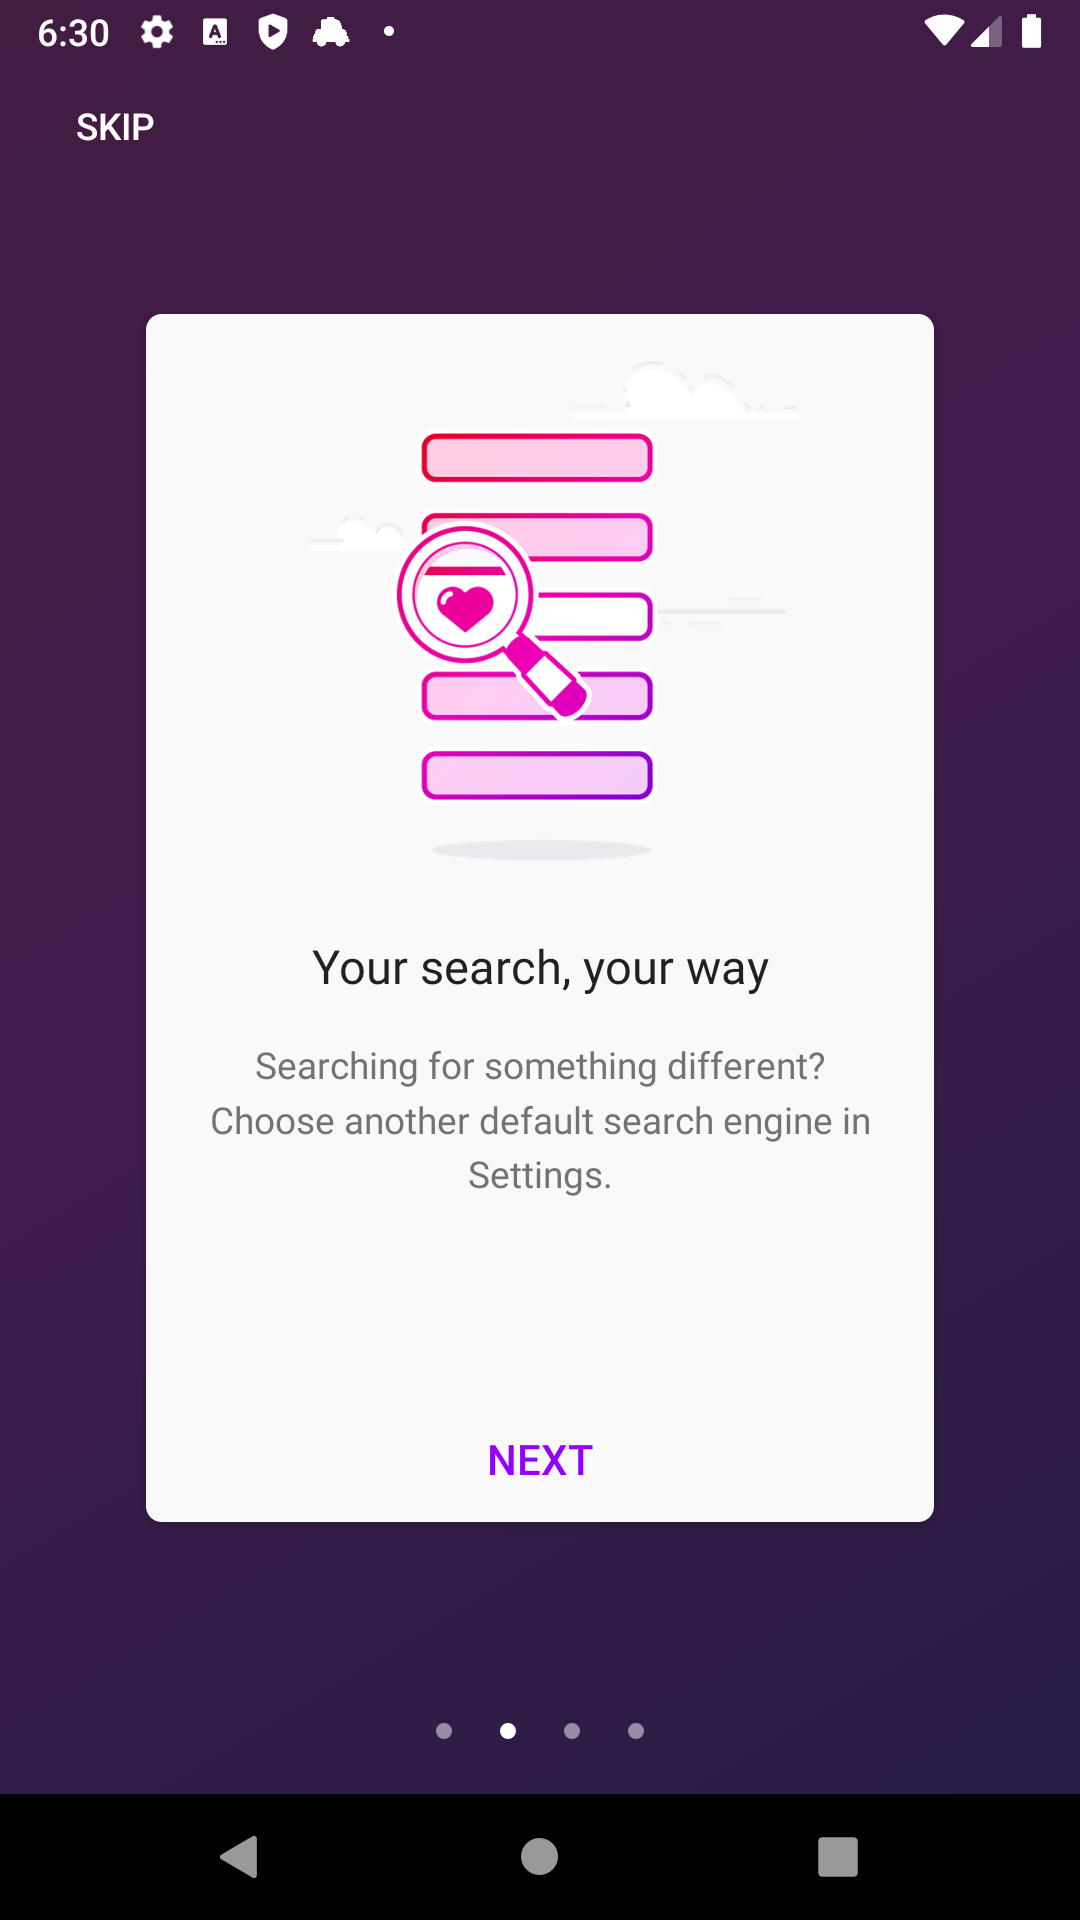 6:30
SKIP
Your search, your way
Searching for something different?
Choose another default search engine in
Settings.
NEXT